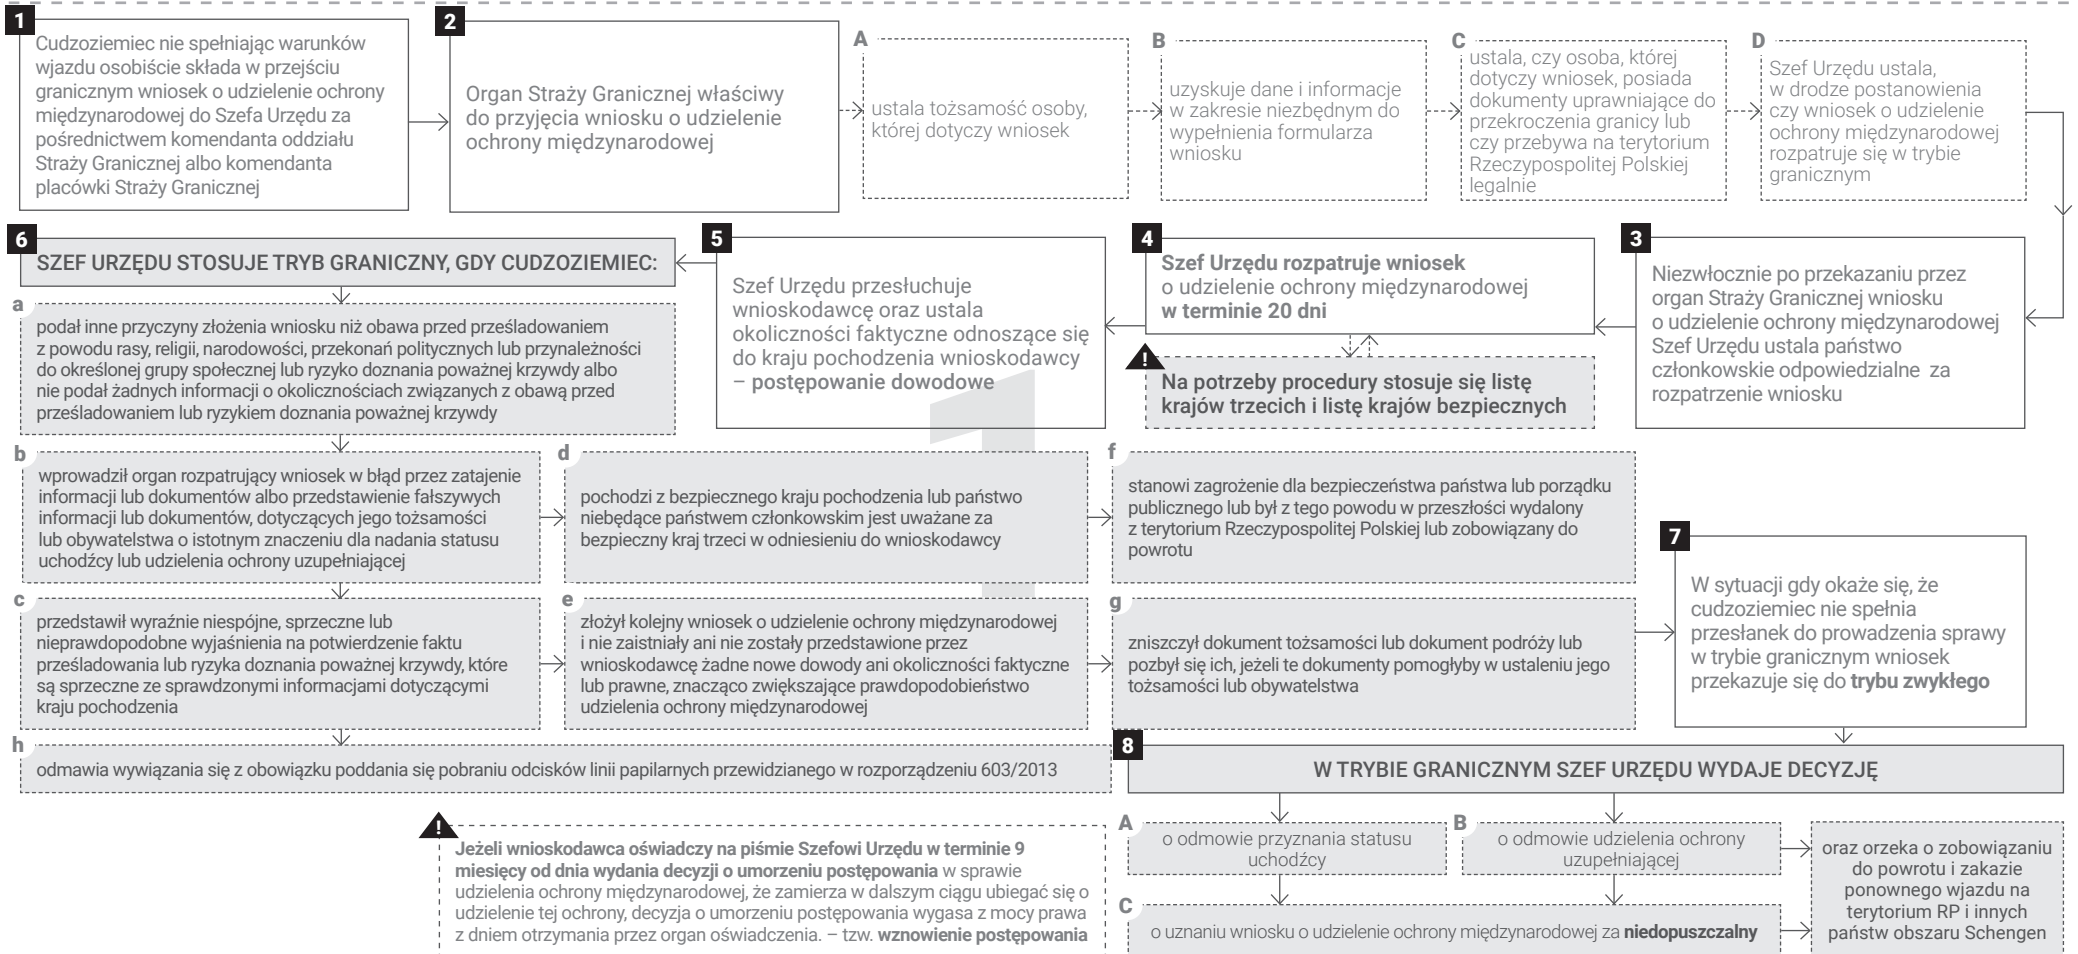 1
Cudzoziemiec nie spełniając warunków
wjazdu osobiście składa w przejściu
granicznym wniosek o udzielenie ochrony
międzynarodowej do Szefa Urzędu za
pośrednictwem komendanta oddziału
Straży Granicznej albo komendanta
placówki Straży Granicznej
2
Organ Straży Granicznej właściwy
do przyjęcia wniosku o udzielenie
ochrony międzynarodowej
A
ustala tożsamość osoby,
której dotyczy wniosek
B
uzyskuje dane i informacje
w zakresie niezbędnym do
wypełnienia formularza
wniosku
C
ustala, czy osoba, której
dotyczy wniosek, posiada
dokumenty uprawniające do
przekroczenia granicy lub
czy przebywa na terytorium
Rzeczypospolitej Polskiej
legalnie
D
Szef Urzędu ustala,
w drodze postanowienia
czy wniosek o udzielenie
ochrony międzynarodowej
rozpatruje się w trybie
granicznym
3
Niezwłocznie po przekazaniu przez
organ Straży Granicznej wniosku
o udzielenie ochrony międzynarodowej
Szef Urzędu ustala państwo
członkowskie odpowiedzialne za
rozpatrzenie wniosku
4
Szef Urzędu rozpatruje wniosek
o udzielenie ochrony międzynarodowej
w terminie 20 dni
!
Na potrzeby procedury stosuje się listę
krajów trzecich i listę krajów bezpiecznych
5
Szef Urzędu przesłuchuje
wnioskodawcę oraz ustala
okoliczności faktyczne odnoszące się
do kraju pochodzenia wnioskodawcy
– postępowanie dowodowe
1
6
SZEF URZĘDU STOSUJE TRYB GRANICZNY, GDY CUDZOZIEMIEC:
a
podał inne przyczyny złożenia wniosku niż obawa przed prześladowaniem
z powodu rasy, religii, narodowości, przekonań politycznych lub przynależności
do określonej grupy społecznej lub ryzyko doznania poważnej krzywdy albo
nie podał żadnych informacji o okolicznościach związanych z obawą przed
prześladowaniem lub ryzykiem doznania poważnej krzywdy
b
wprowadził organ rozpatrujący wniosek w błąd przez zatajenie
informacji lub dokumentów albo przedstawienie fałszywych
informacji lub dokumentów, dotyczących jego tożsamości
lub obywatelstwa o istotnym znaczeniu dla nadania statusu
uchodźcy lub udzielenia ochrony uzupełniającej
c
przedstawił wyraźnie niespójne, sprzeczne lub
nieprawdopodobne wyjaśnienia na potwierdzenie faktu
prześladowania lub ryzyka doznania poważnej krzywdy, które
są sprzeczne ze sprawdzonymi informacjami dotyczącymi
kraju pochodzenia
d
pochodzi z bezpiecznego kraju pochodzenia lub państwo
niebędące państwem członkowskim jest uważane za
bezpieczny kraj trzeci w odniesieniu do wnioskodawcy
e
złożył kolejny wniosek o udzielenie ochrony międzynarodowej
i nie zaistniały ani nie zostały przedstawione przez
wnioskodawcę żadne nowe dowody ani okoliczności faktyczne
lub prawne, znacząco zwiększające prawdopodobieństwo
udzielenia ochrony międzynarodowej
f
stanowi zagrożenie dla bezpieczeństwa państwa lub porządku
publicznego lub był z tego powodu w przeszłości wydalony
z terytorium Rzeczypospolitej Polskiej lub zobowiązany do
powrotu
g
zniszczył dokument tożsamości lub dokument podróży lub
pozbył się ich, jeżeli te dokumenty pomogłyby w ustaleniu jego
tożsamości lub obywatelstwa
h
odmawia wywiązania się z obowiązku poddania się pobraniu odcisków linii papilarnych przewidzianego w rozporządzeniu 603/2013
7
W sytuacji gdy okaże się, że
cudzoziemiec nie spełnia
przesłanek do prowadzenia sprawy
w trybie granicznym wniosek
przekazuje się do trybu zwykłego
8
W TRYBIE GRANICZNYM SZEF URZĘDU WYDAJE DECYZJĘ
A
o odmowie przyznania statusu
uchodźcy
B
o odmowie udzielenia ochrony
uzupełniającej
C
o uznaniu wniosku o udzielenie ochrony międzynarodowej za niedopuszczalny
oraz orzeka o zobowiązaniu
do powrotu i zakazie
ponownego wjazdu na
terytorium RP i innych
państw obszaru Schengen
!
Jeżeli wnioskodawca oświadczy na piśmie Szefowi Urzędu w terminie 9
miesięcy od dnia wydania decyzji o umorzeniu postępowania w sprawie
udzielenia ochrony międzynarodowej, że zamierza w dalszym ciągu ubiegać się o
udzielenie tej ochrony, decyzja o umorzeniu postępowania wygasa z mocy prawa
z dniem otrzymania przez organ oświadczenia. – tzw. wznowienie postępowania